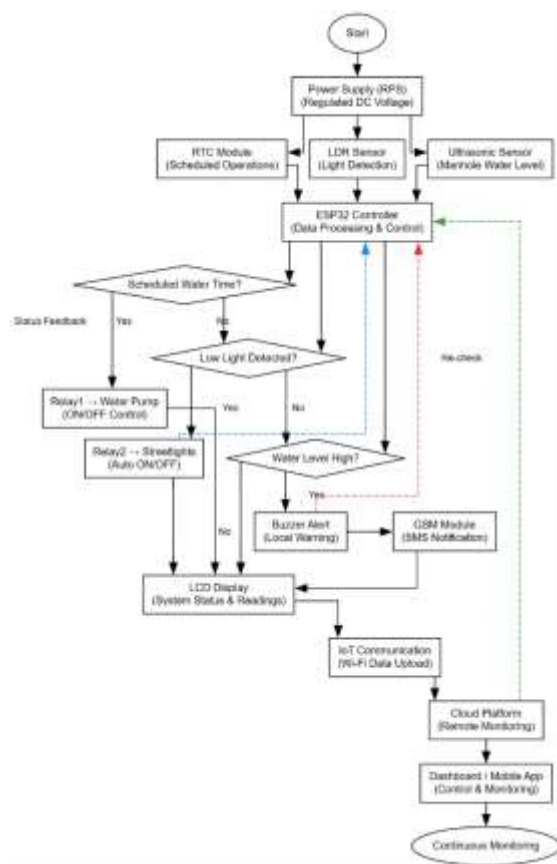 Start
Power Supply (RPS)
(Regulated DC Voltage)
RTC Module
(Scheduled Operations)
LDR Sensor
(Light Detection)
Ultrasonic Sensor
(Manhole Water Level)
ESP32 Controller
(Data Processing & Control)
Scheduled Water Time?
Status Feedback
Yes
No
Low Light Detected?
Re-check
Relay1 → Water Pump
(ON/OFF Control)
Yes
No
Relay2 → Streetlights
(Auto ON/OFF)
Water Level High?
Yes
Buzzer Alert
(Local Warning)
GSM Module
(SMS Notification)
No
LCD Display
(System Status & Readings)
IoT Communication
(Wi-Fi Data Upload)
Cloud Platform
(Remote Monitoring)
Dashboard / Mobile App
(Control & Monitoring)
Continuous Monitoring